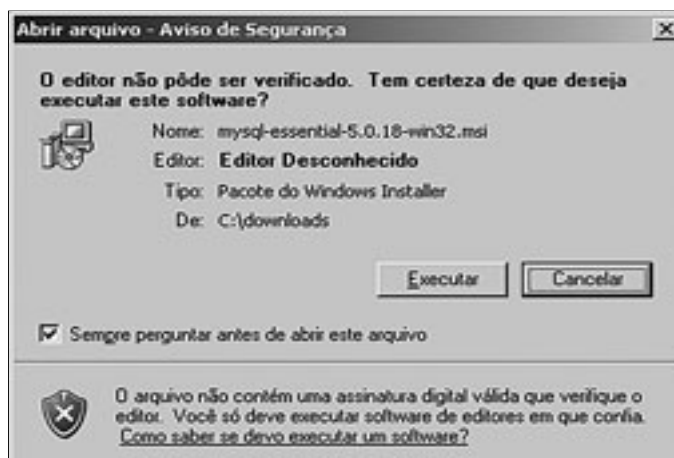 Abrir arquivo - Aviso de Segurança
O editor não pôde ser verificado. Tem certeza de que deseja
executar este software?
Nome: mysql-essential-5.0.18-win32.msi
Editor: Editor Desconhecido
Tipo: Pacote do Windows Installer
De: C:\downloads
Executar Cancelar
Sempre perguntar antes de abrir este arquivo
O arquivo não contém uma assinatura digital válida que verifique o
editor. Você só deve executar software de editores em que confia.
Como saber se devo executar um software?